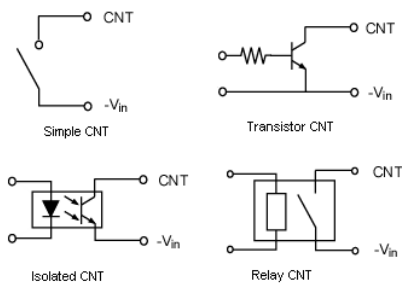 CNT
-Vin
Simple CNT
CNT
-Vin
Transistor CNT
CNT
-Vin
Isolated CNT
CNT
-Vin
Relay CNT